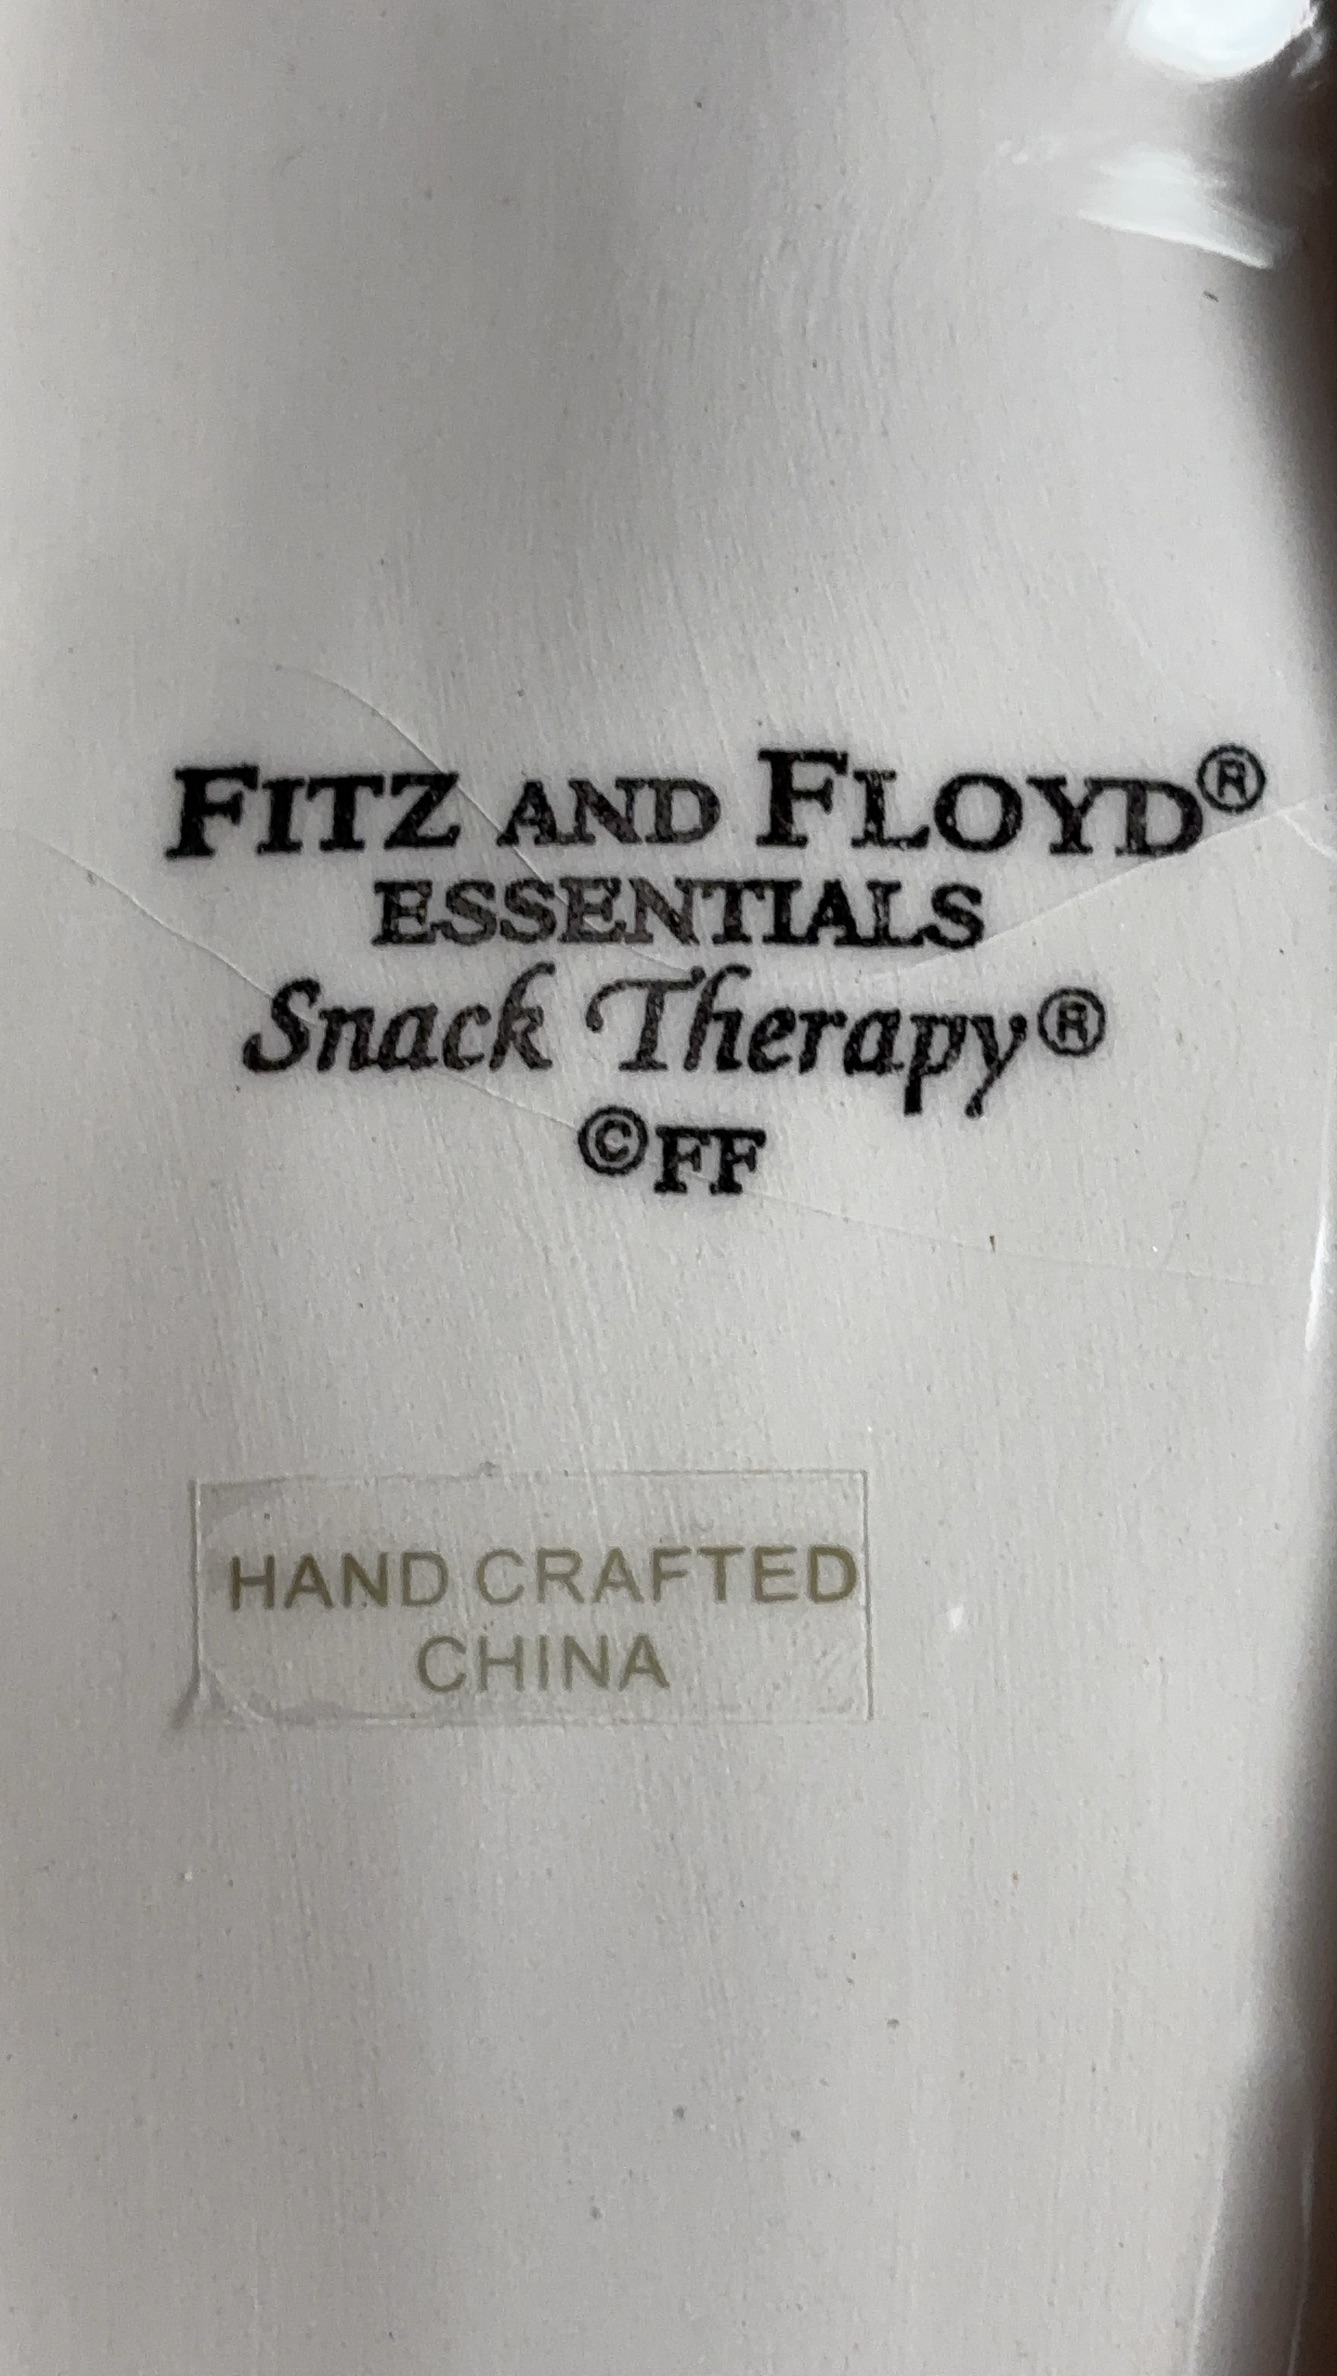 FITZ AND FLOYD®
ESSENTIALS
Snack Therapy®
©FF
HAND CRAFTED
CHINA